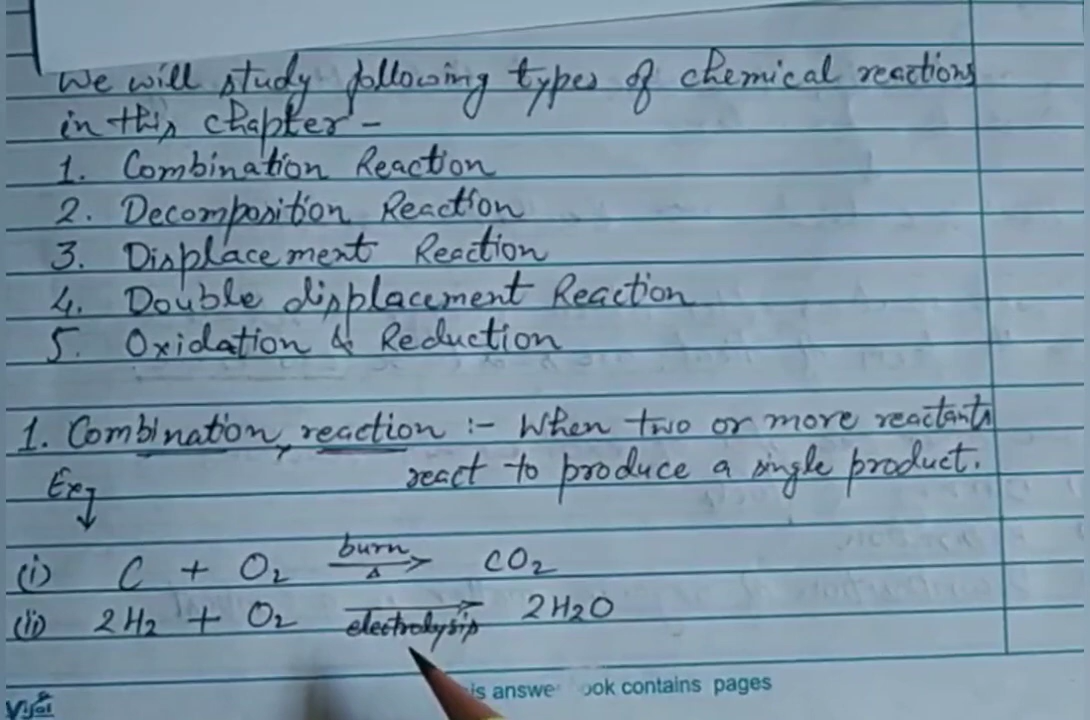 We will study following types of chemical reactions
in this chapter -
1. Combination Reaction
2. Decomposition Reaction
3. Displacement Reaction
4. Double displacement Reaction
5. Oxidation & Reduction
1. Combination, reaction :- When two or more reactants
react to produce a single product.
Ex
(i) C + O₂ burn → Δ CO₂
(ii) 2H₂ + O₂ → electrolysis 2H₂O
is answe ook contains pages